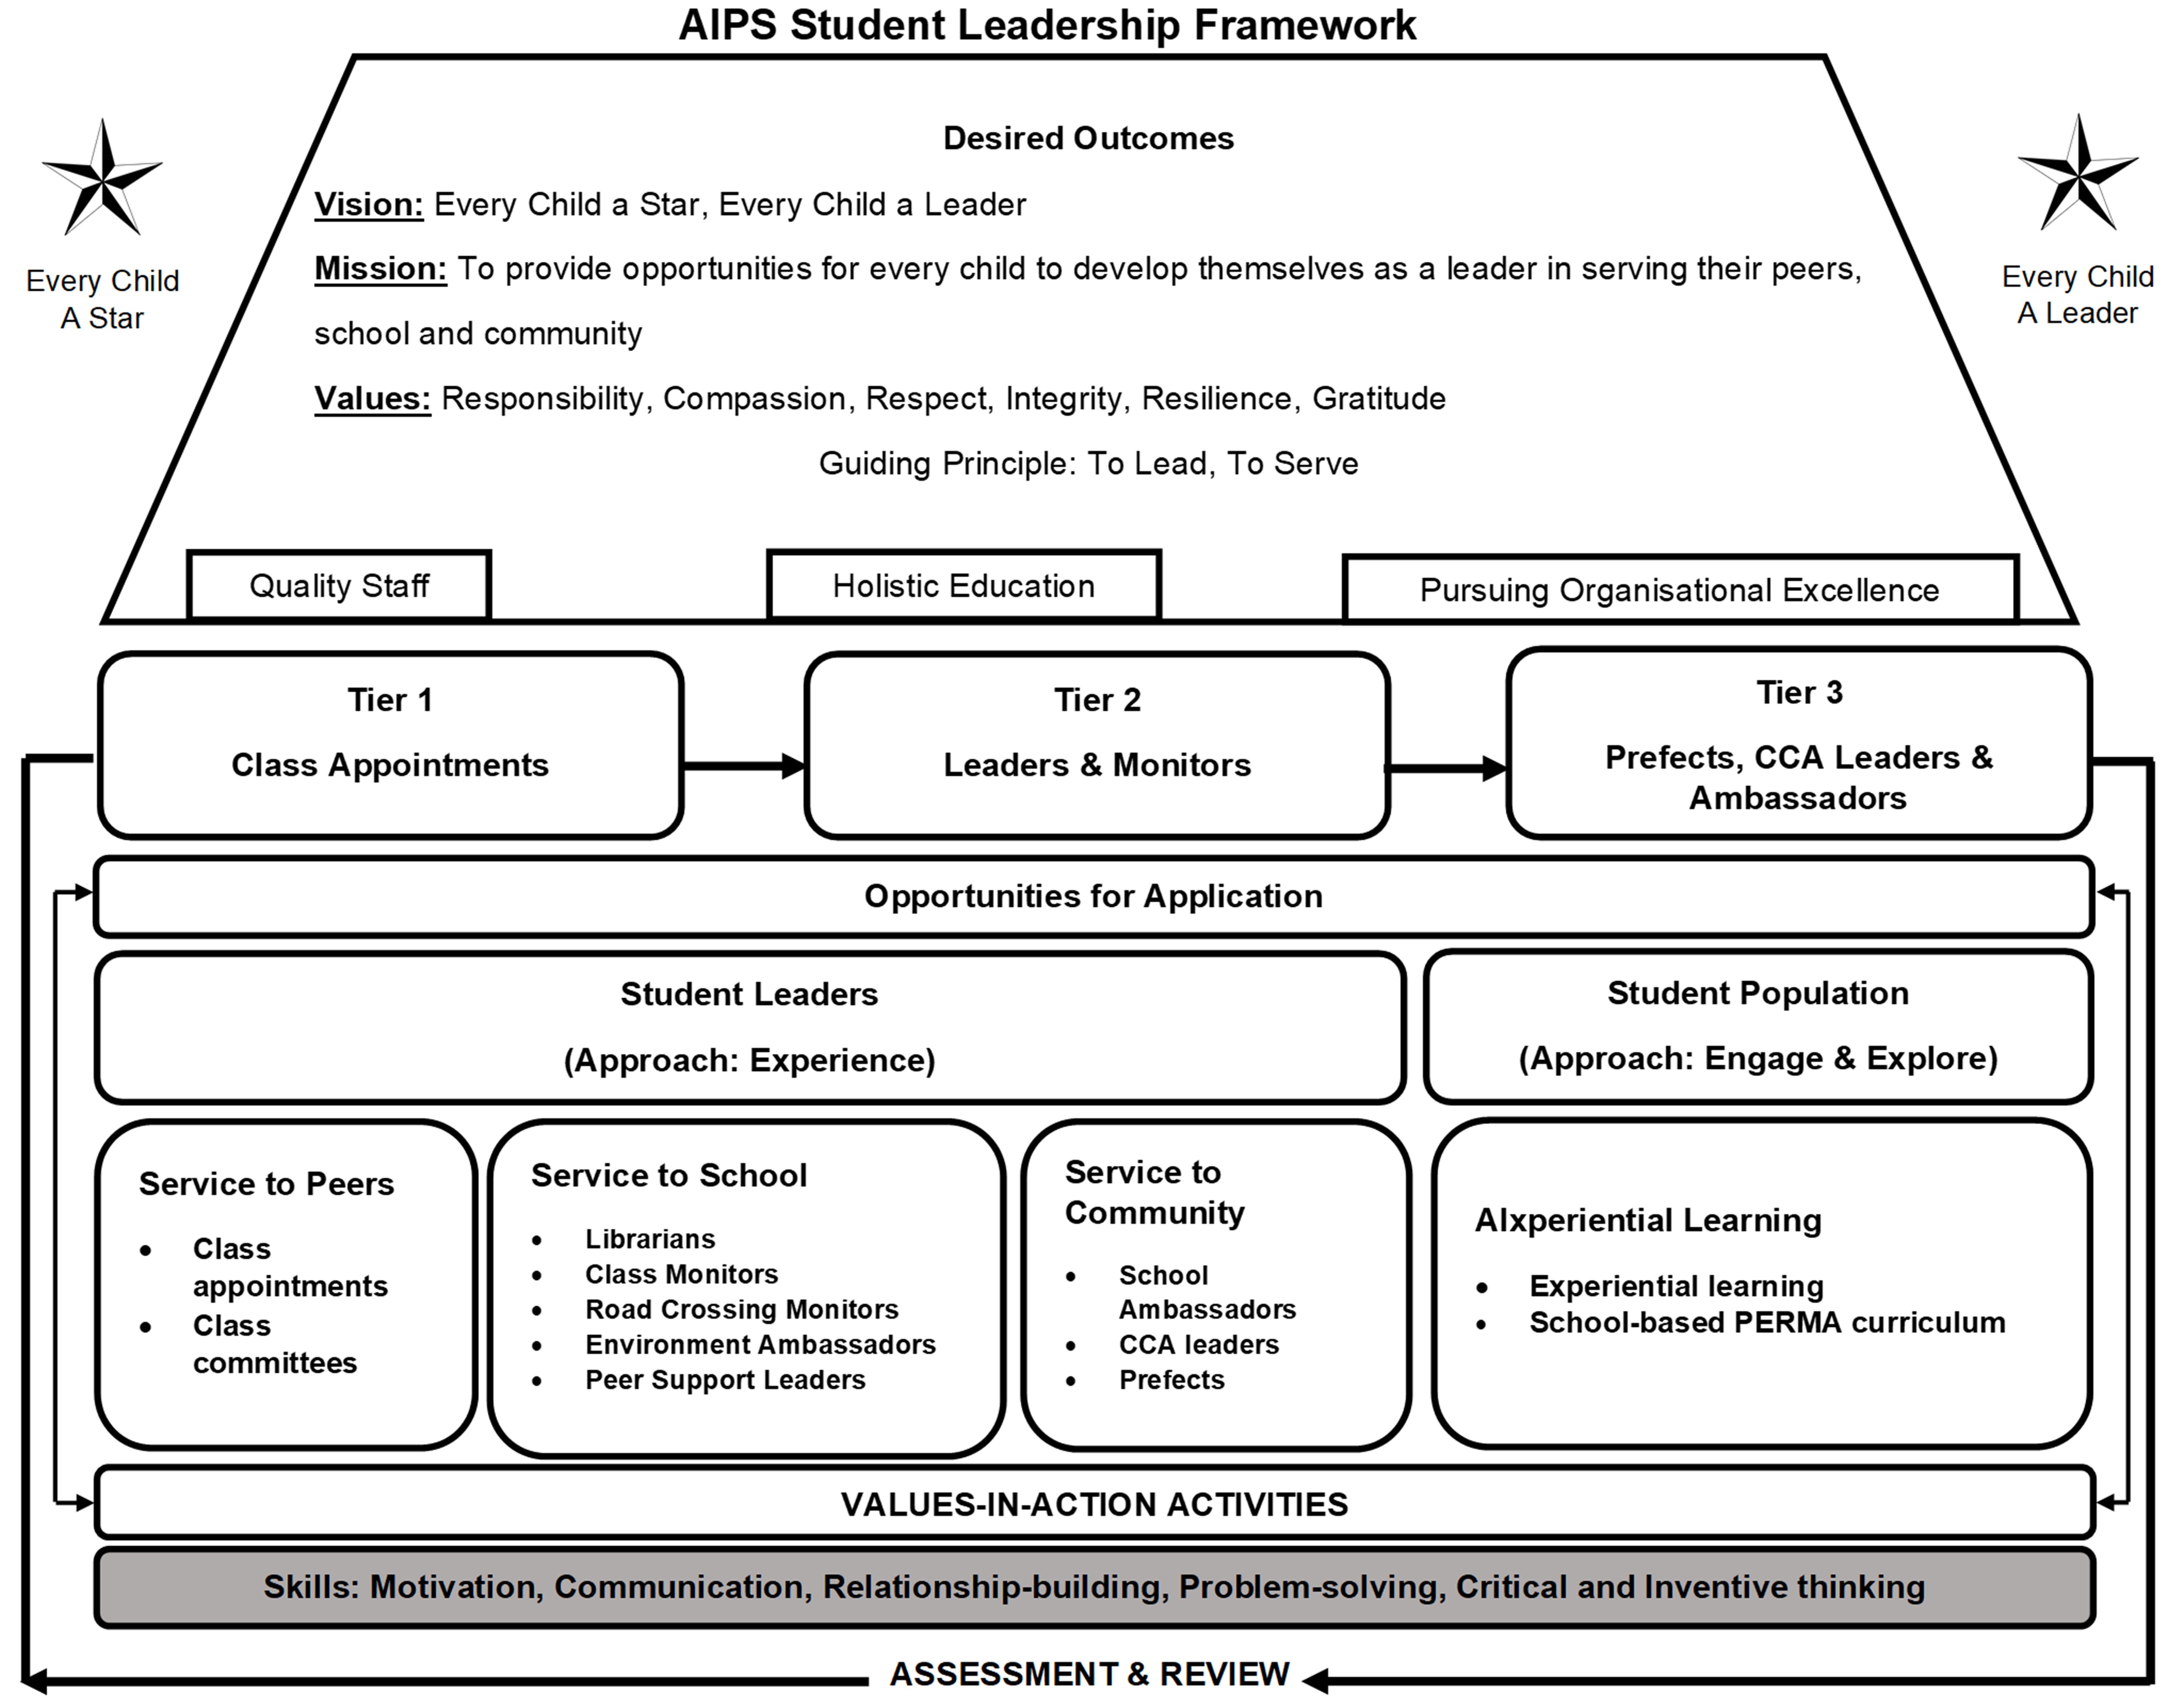 AIPS Student Leadership Framework
Desired Outcomes
Vision: Every Child a Star, Every Child a Leader
Mission: To provide opportunities for every child to develop themselves as a leader in serving their peers,
school and community
Values: Responsibility, Compassion, Respect, Integrity, Resilience, Gratitude
Guiding Principle: To Lead, To Serve
Every Child
A Star
Every Child
A Leader
Quality Staff
Holistic Education
Pursuing Organisational Excellence
Tier 1
Class Appointments
Tier 2
Leaders & Monitors
Tier 3
Prefects, CCA Leaders &
Ambassadors
Opportunities for Application
Student Leaders
(Approach: Experience)
Student Population
(Approach: Engage & Explore)
Service to Peers
• Class
appointments
• Class
committees
Service to School
• Librarians
• Class Monitors
• Road Crossing Monitors
• Environment Ambassadors
• Peer Support Leaders
Service to
Community
• School
Ambassadors
• CCA leaders
• Prefects
AIxperiential Learning
• Experiential learning
• School-based PERMA curriculum
VALUES-IN-ACTION ACTIVITIES
Skills: Motivation, Communication, Relationship-building, Problem-solving, Critical and Inventive thinking
ASSESSMENT & REVIEW